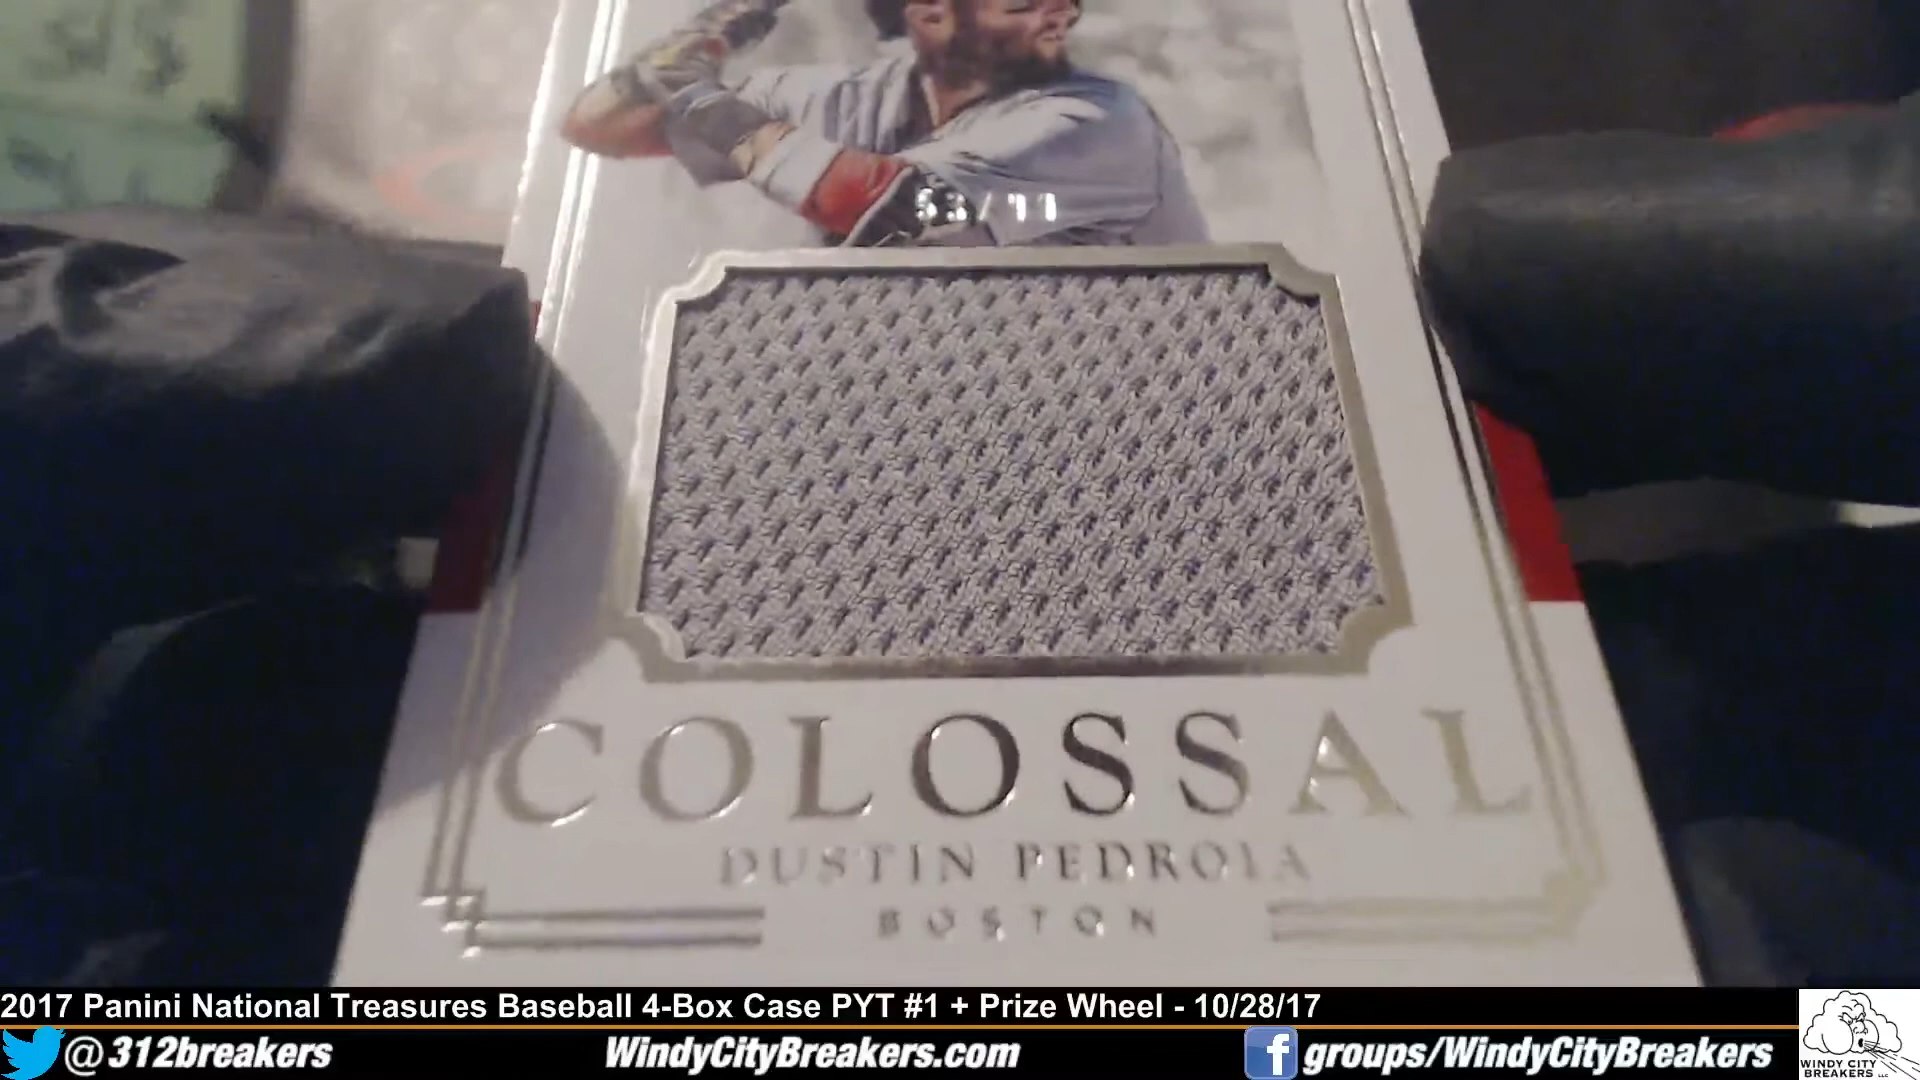 COLOSSAL
DUSTIN PEDROIA
BOSTON
2017 Panini National Treasures Baseball 4-Box Case PYT #1 + Prize Wheel - 10/28/17
@312breakers
WindyCityBreakers.com
groups/WindyCityBreakers
WINDY CITY
BREAKERS LLC